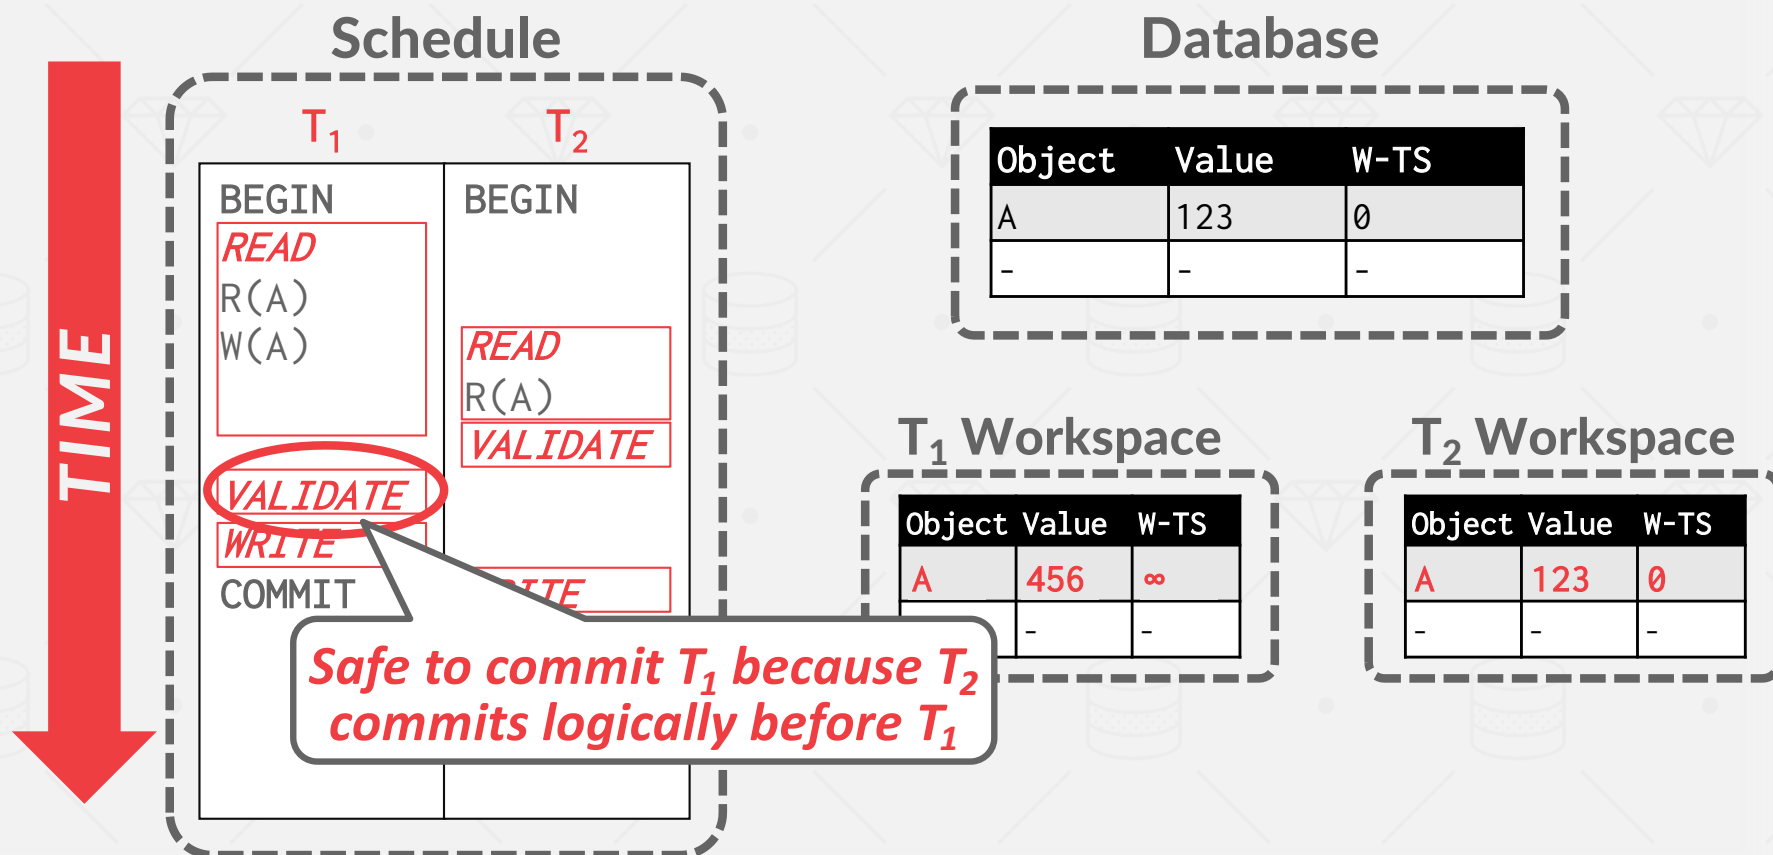 Schedule
T₁ T₂
BEGIN BEGIN
READ
R(A)
W(A)
READ
R(A)
VALIDATE
VALIDATE
WRITE
COMMIT
Safe to commit T₁ because T₂
commits logically before T₁
TIME
Database
Object Value W-TS
A 123 0
- - -
T₁ Workspace
Object Value W-TS
A 456 ∞
- -
T₂ Workspace
Object Value W-TS
A 123 0
- - -